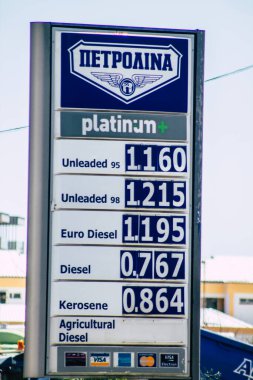 ΠΕΤΡΟΛΙΝΑ
platinum+
Unleaded 95 1.160
Unleaded 98 1.215
Euro Diesel 1.195
Diesel 0.767
Kerosene 0.864
Agricultural
Diesel
VISA